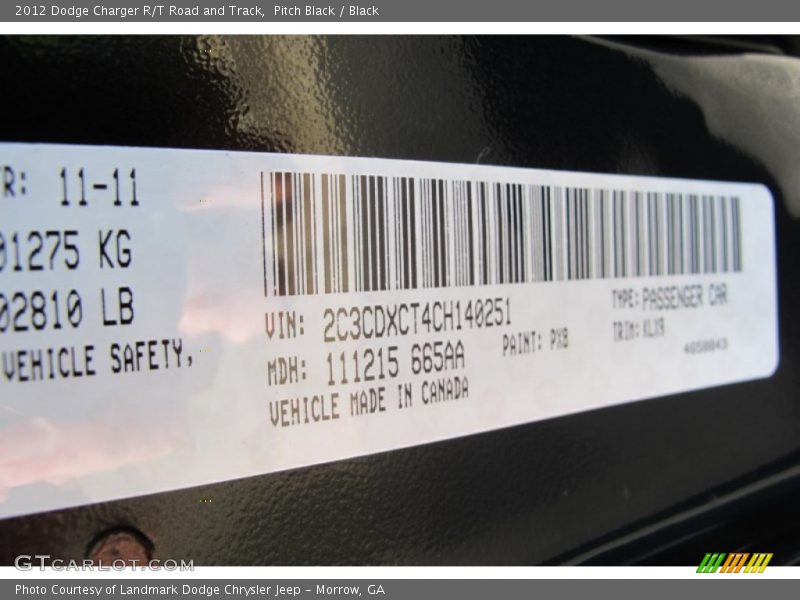 2012 Dodge Charger R/T Road and Track, Pitch Black / Black
TR: 11-11
01275 KG
02810 LB
VEHICLE SAFETY,
VIN: 2C3CDXCT4CH140251
MDH: 111215 665AA
VEHICLE MADE IN CANADA
PAINT: PX8
TYPE: PASSENGER CAR
TRIM: KLX9
GTCARLOT.COM
Photo Courtesy of Landmark Dodge Chrysler Jeep - Morrow, GA